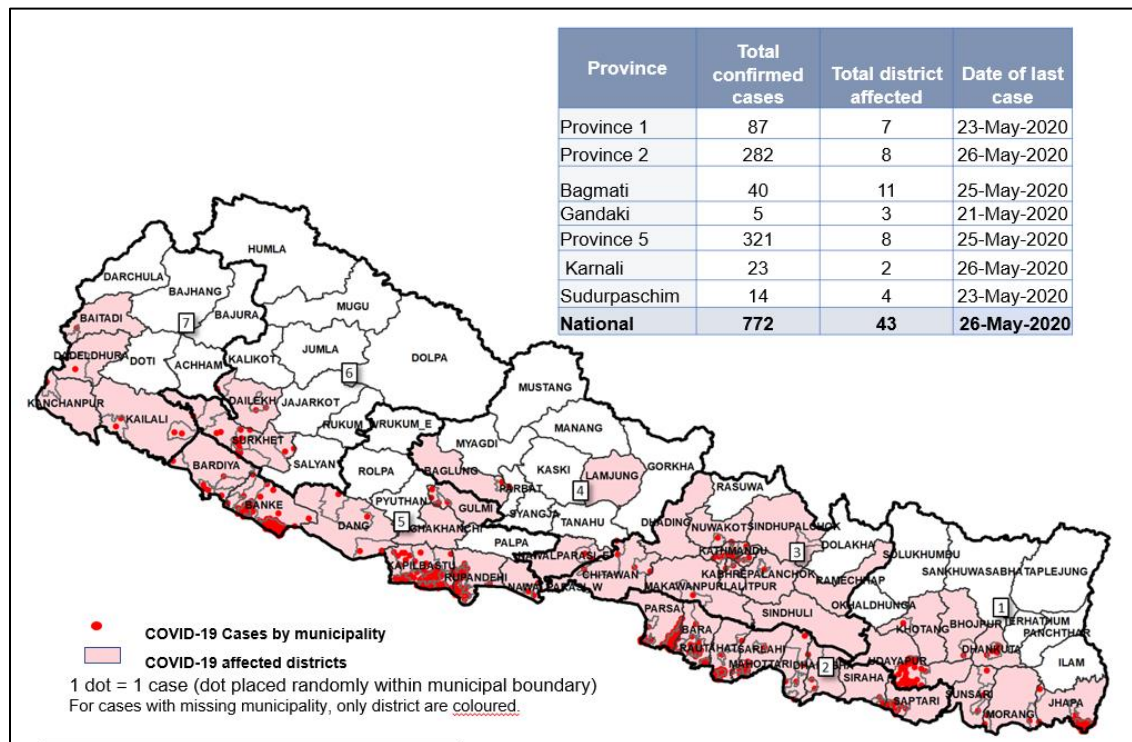 Province Total confirmed cases Total district affected Date of last case
Province 1 87 7 23-May-2020
Province 2 282 8 26-May-2020
Bagmati 40 11 25-May-2020
Gandaki 5 3 21-May-2020
Province 5 321 8 25-May-2020
Karnali 23 2 26-May-2020
Sudurpaschim 14 4 23-May-2020
National 772 43 26-May-2020
HUMLA
DARCHULA
BAJHANG
MUGU
BAITADI
7
BAJURA
DADELDHURA
DOTI
ACHHAM
KALIKOT
JUMLA
6
DOLPA
MUSTANG
KANCHANPUR
KAILALI
DAILEKH
JAJARKOT
RUKUM
RUKUM_E
MANANG
SURKHET
SALYAN
ROLPA
MYAGDI
BAGLUNG
KASKI
LAMJUNG
GORKHA
BARDIYA
BANKE
DANG
PYUTHAN
5
GULMI
PARBAT
4
SYANGJA
TANAHU
RASUWA
DHADING
NUWAKOT
SINDHUPALCHOK
PALPA
KAPILBASTU
RUPANDEHI
CHITAWAN
KATHMANDU
3
DOLAKHA
KABHREPALANCHOK
MAKAWANPUR
LALITPUR
RAMECHHAP
SOLUKHUMBU
SANKHUWASABHA
TAPLEJUNG
SINDHULI
OKHALDHUNGA
1
KHOTANG
BHOJPUR
TERHATHUM
PANCHTHAR
DHANKUTA
ILAM
PARSA
BARA
RAUTAHAT
SARLAHI
MAHOTTARI
2
SIRAHA
UDAYAPUR
SAPTARI
SUNSARI
MORANG
JHAPA
COVID-19 Cases by municipality
COVID-19 affected districts
1 dot = 1 case (dot placed randomly within municipal boundary)
For cases with missing municipality, only district are coloured.